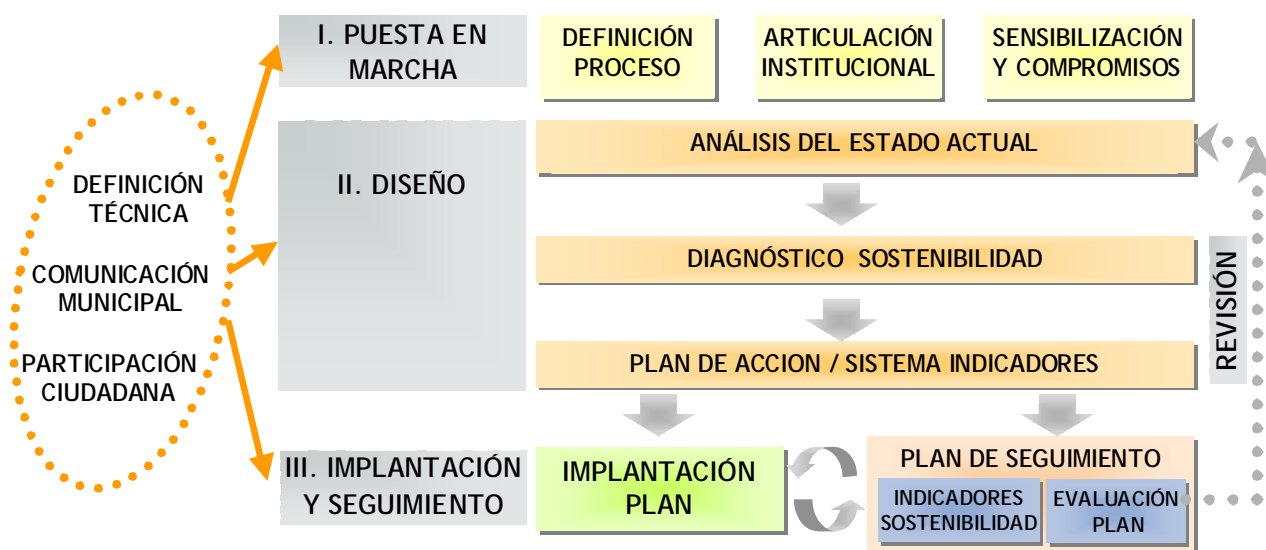 I. PUESTA EN
MARCHA
DEFINICIÓN
PROCESO
ARTICULACIÓN
INSTITUCIONAL
SENSIBILIZACIÓN
Y COMPROMISOS
DEFINICIÓN
TÉCNICA
COMUNICACIÓN
MUNICIPAL
PARTICIPACIÓN
CIUDADANA
II. DISEÑO
ANÁLISIS DEL ESTADO ACTUAL
DIAGNÓSTICO SOSTENIBILIDAD
PLAN DE ACCION / SISTEMA INDICADORES
REVISIÓN
III. IMPLANTACIÓN
Y SEGUIMIENTO
IMPLANTACIÓN
PLAN
PLAN DE SEGUIMIENTO
INDICADORES
SOSTENIBILIDAD
EVALUACIÓN
PLAN